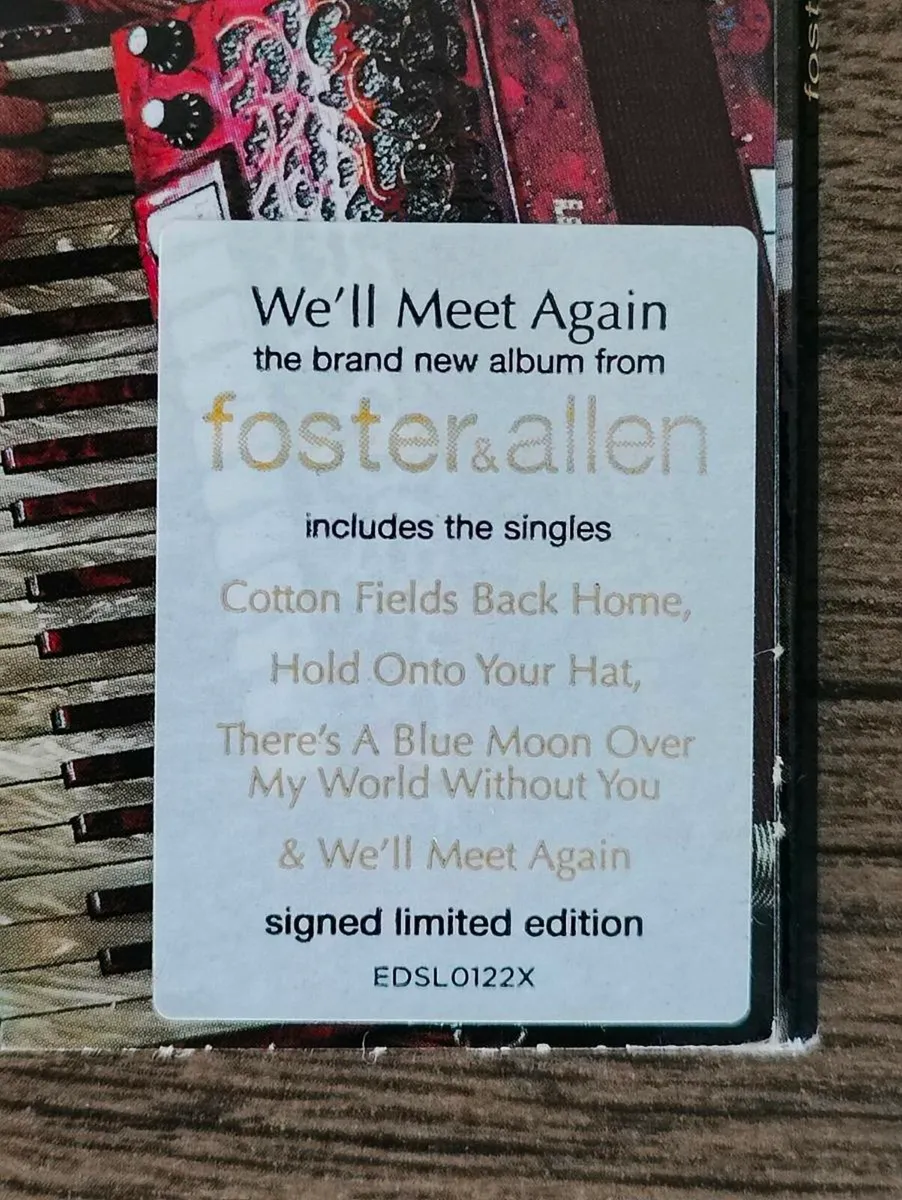 We'll Meet Again
the brand new album from
foster&allen
includes the singles
Cotton Fields Back Home,
Hold Onto Your Hat,
There's A Blue Moon Over
My World Without You
& We'll Meet Again
signed limited edition
EDSL0122X
fost